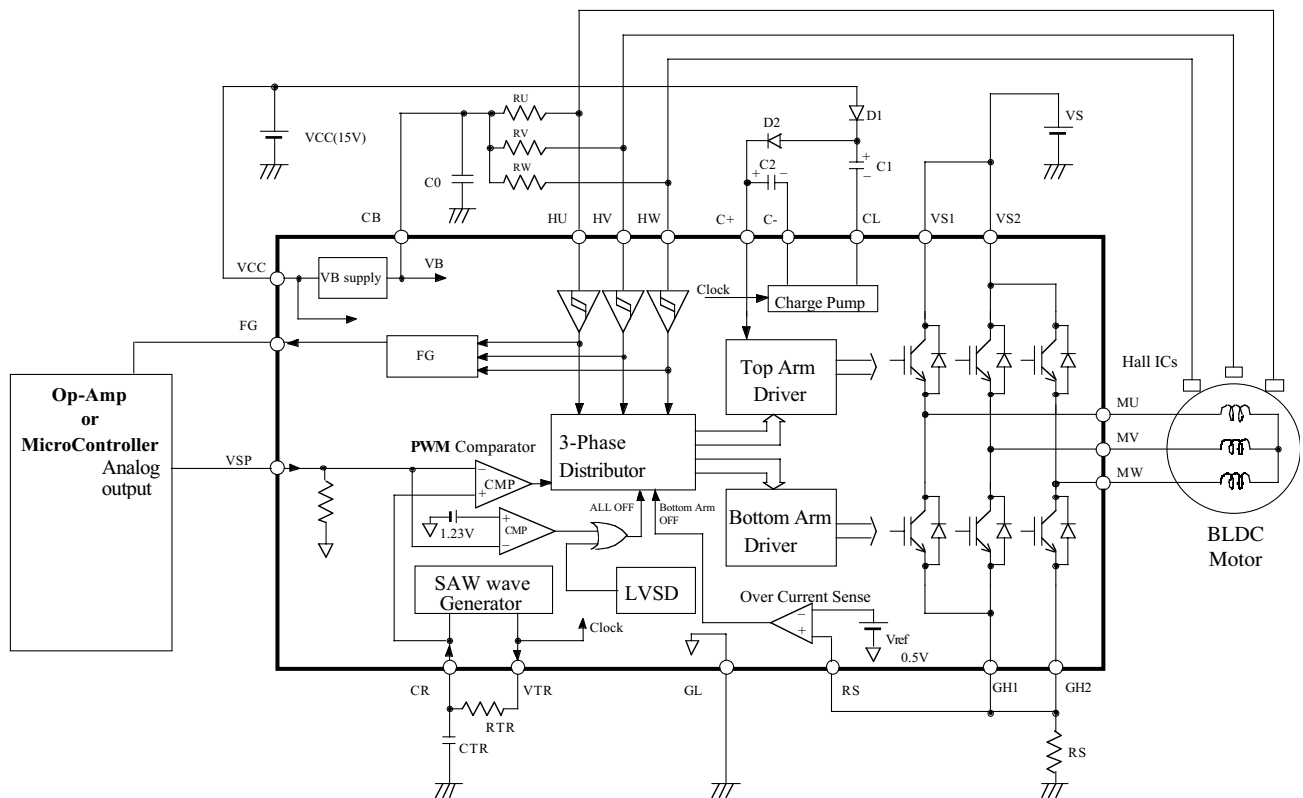 RU
D1
VCC(15V)
RV
D2
VS
RW
C2
C1
+
−
+
−
C0
CB
HU
HV
HW
C+
C-
CL
VS1
VS2
VCC
VB supply
VB
Clock
Charge Pump
FG
FG
Top Arm
Driver
Hall ICs
Op-Amp
or
MicroController
Analog
output
MU
MV
MW
PWM Comparator
3-Phase
Distributor
VSP
−
+
CMP
ALL OFF
Bottom Arm
OFF
1.23V
+
−
CMP
Bottom Arm
Driver
BLDC
Motor
SAW wave
Generator
LVSD
Over Current Sense
Clock
−
+
Vref
0.5V
CR
VTR
GL
RS
GH1
GH2
RTR
CTR
RS